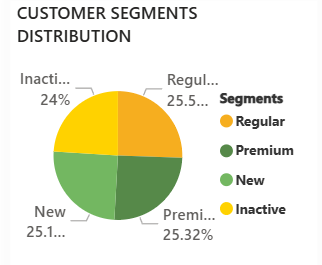 CUSTOMER SEGMENTS
DISTRIBUTION
Inacti...
24%
Regul...
25.5...
Segments
Regular
Premium
New
Inactive
New
25.1...
Premi...
25.32%